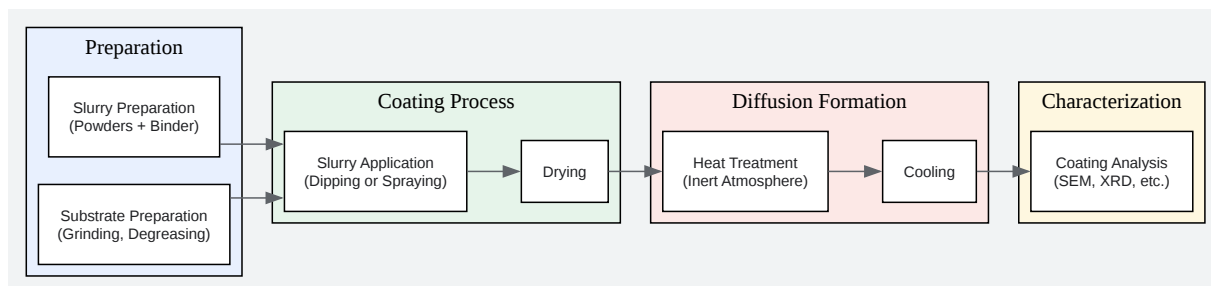 Preparation
Slurry Preparation
(Powders + Binder)
Substrate Preparation
(Grinding, Degreasing)
Coating Process
Slurry Application
(Dipping or Spraying)
Drying
Diffusion Formation
Heat Treatment
(Inert Atmosphere)
Cooling
Characterization
Coating Analysis
(SEM, XRD, etc.)